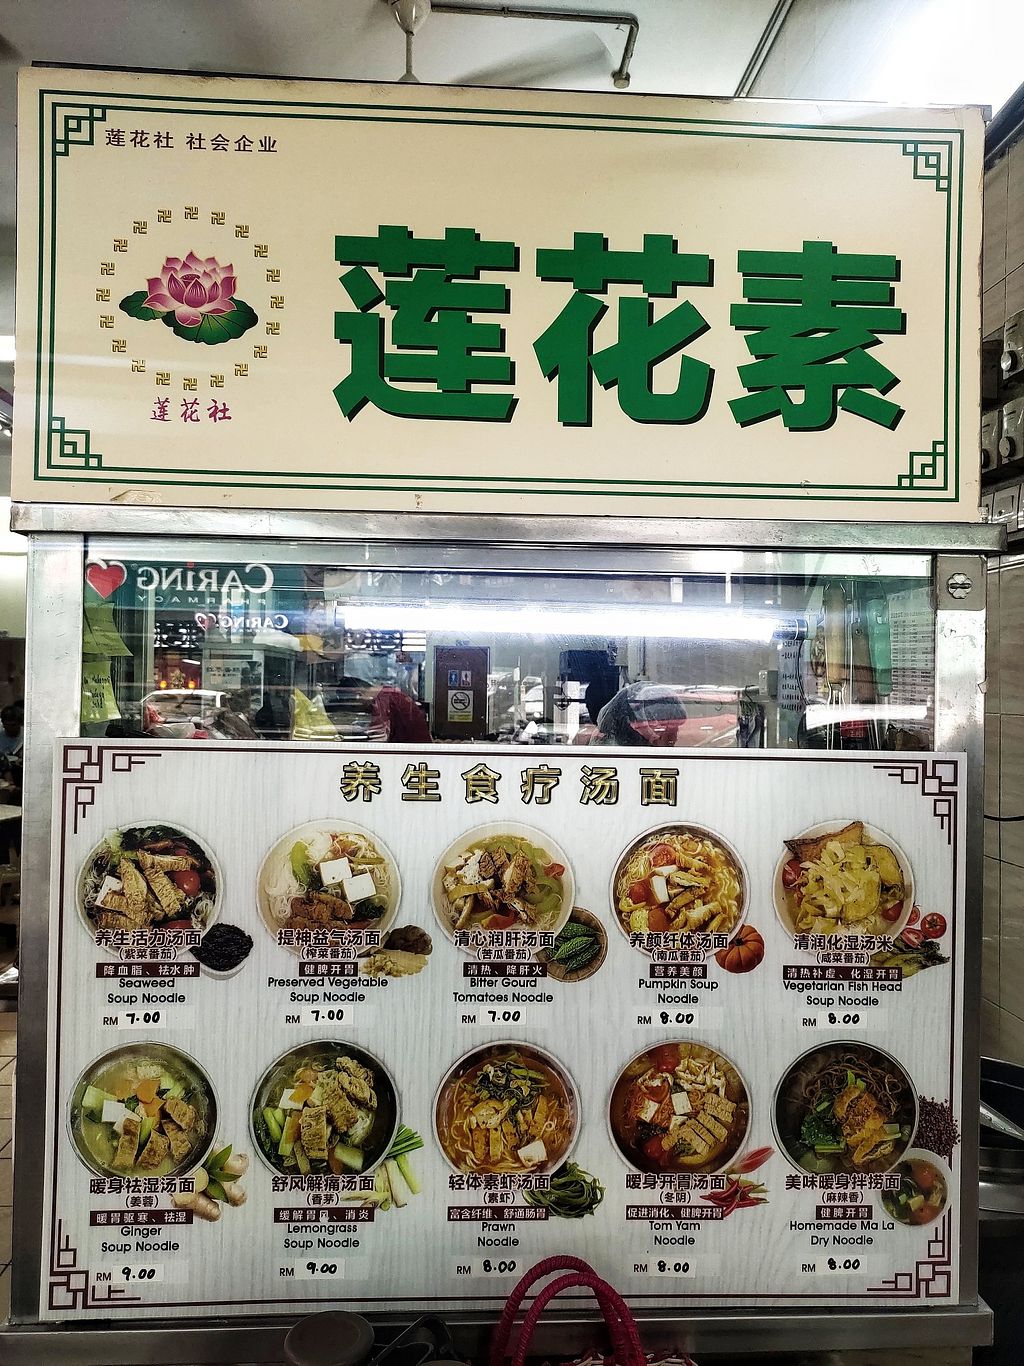 莲花社 社会企业
莲花素
莲花社
CARiNG
PHARMACY
CARiNG
养生食疗汤面
养生活力汤面
(紫菜番茄)
降血脂、祛水肿
Seaweed
Soup Noodle
RM 7.00
提神益气汤面
(榨菜番茄)
健脾开胃
Preserved Vegetable
Soup Noodle
RM 7.00
清心润肝汤面
(苦瓜番茄)
清热、降肝火
Bitter Gourd
Tomatoes Noodle
RM 7.00
养颜纤体汤面
(南瓜番茄)
营养美颜
Pumpkin Soup
Noodle
RM 8.00
清润化湿汤米
(咸菜番茄)
清热补虚、化湿开胃
Vegetarian Fish Head
Soup Noodle
RM 8.00
暖身祛湿汤面
(姜蓉)
暖胃驱寒、祛湿
Ginger
Soup Noodle
RM 9.00
舒风解痛汤面
(香茅)
缓解胃风、消炎
Lemongrass
Soup Noodle
RM 9.00
轻体素虾汤面
(素虾)
富含纤维、舒通肠胃
Prawn
Noodle
RM 8.00
暖身开胃汤面
(冬阴)
促进消化、健脾开胃
Tom Yam
Noodle
RM 8.00
美味暖身拌捞面
(麻辣香)
健脾开胃
Homemade Ma La
Dry Noodle
RM 8.00